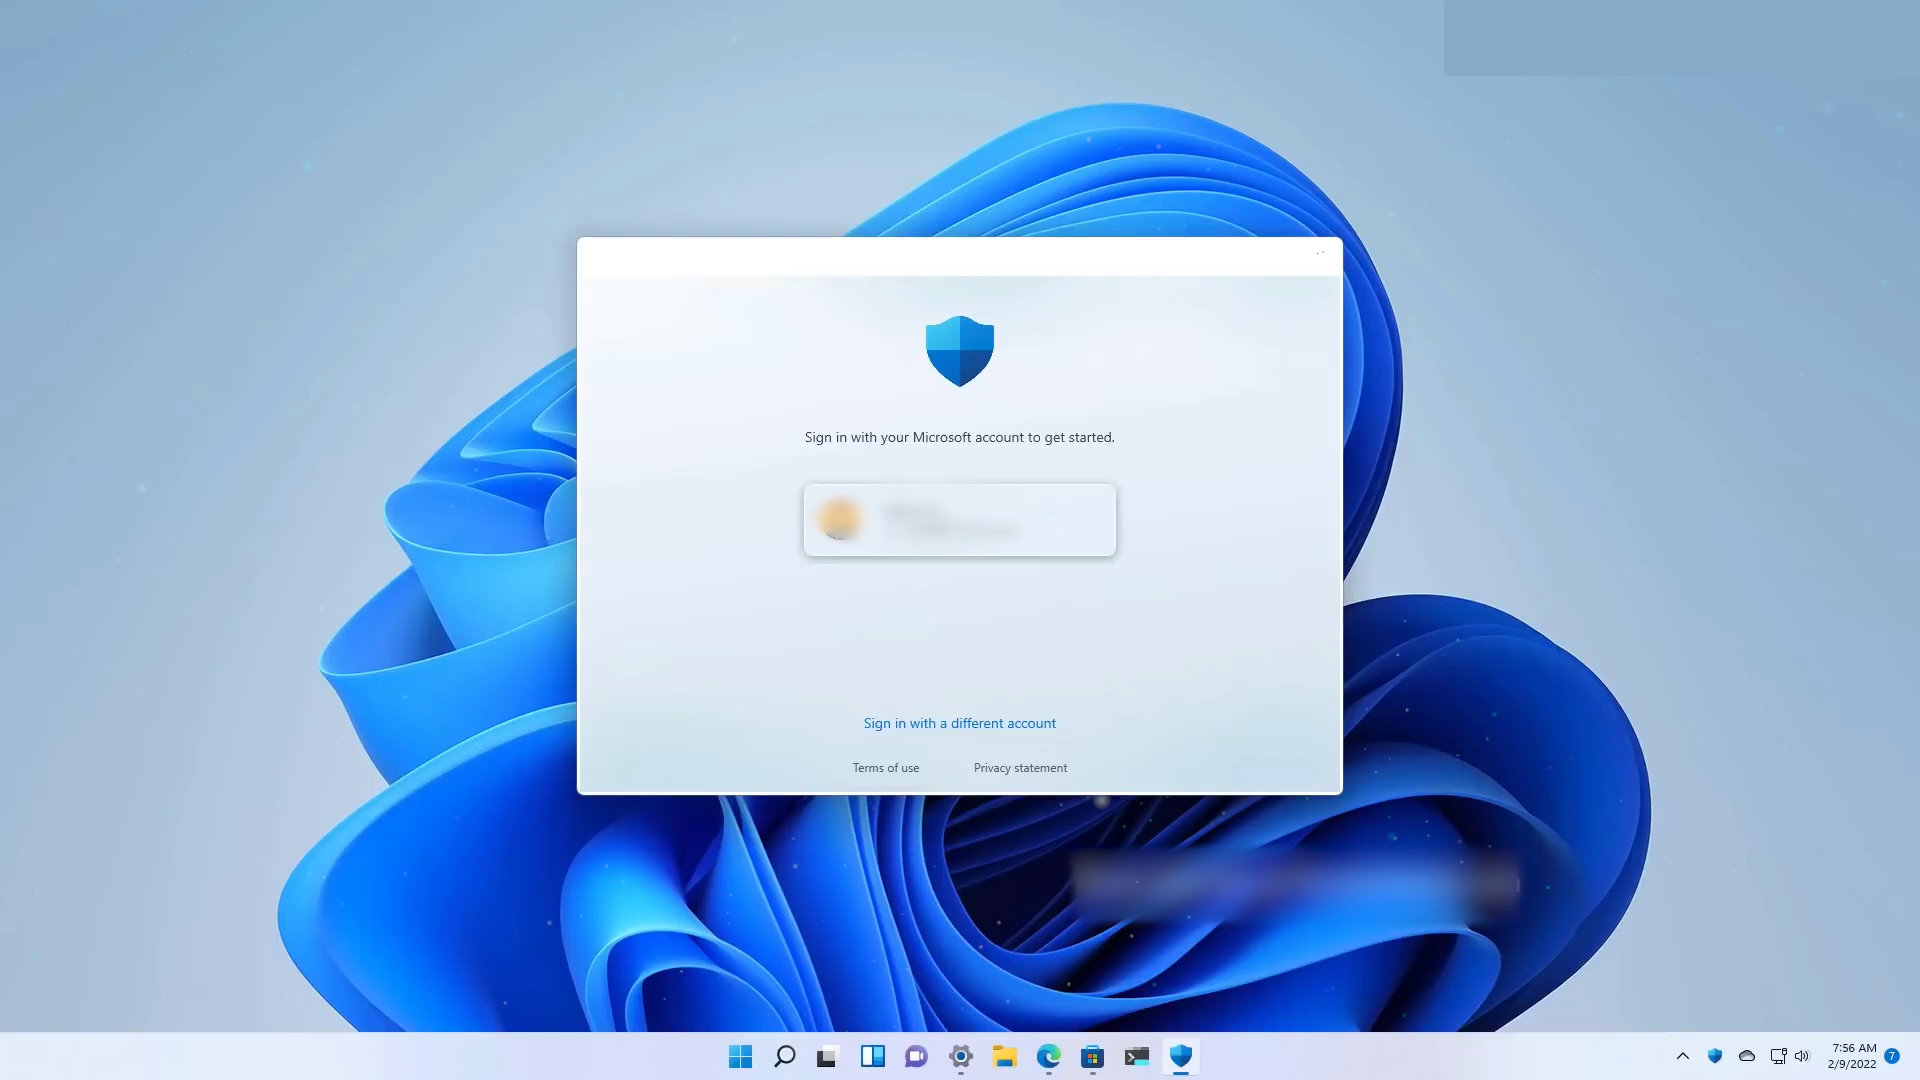 Sign in with your Microsoft account to get started.
Sign in with a different account
Terms of use
Privacy statement
7:56 AM
2/9/2022
7